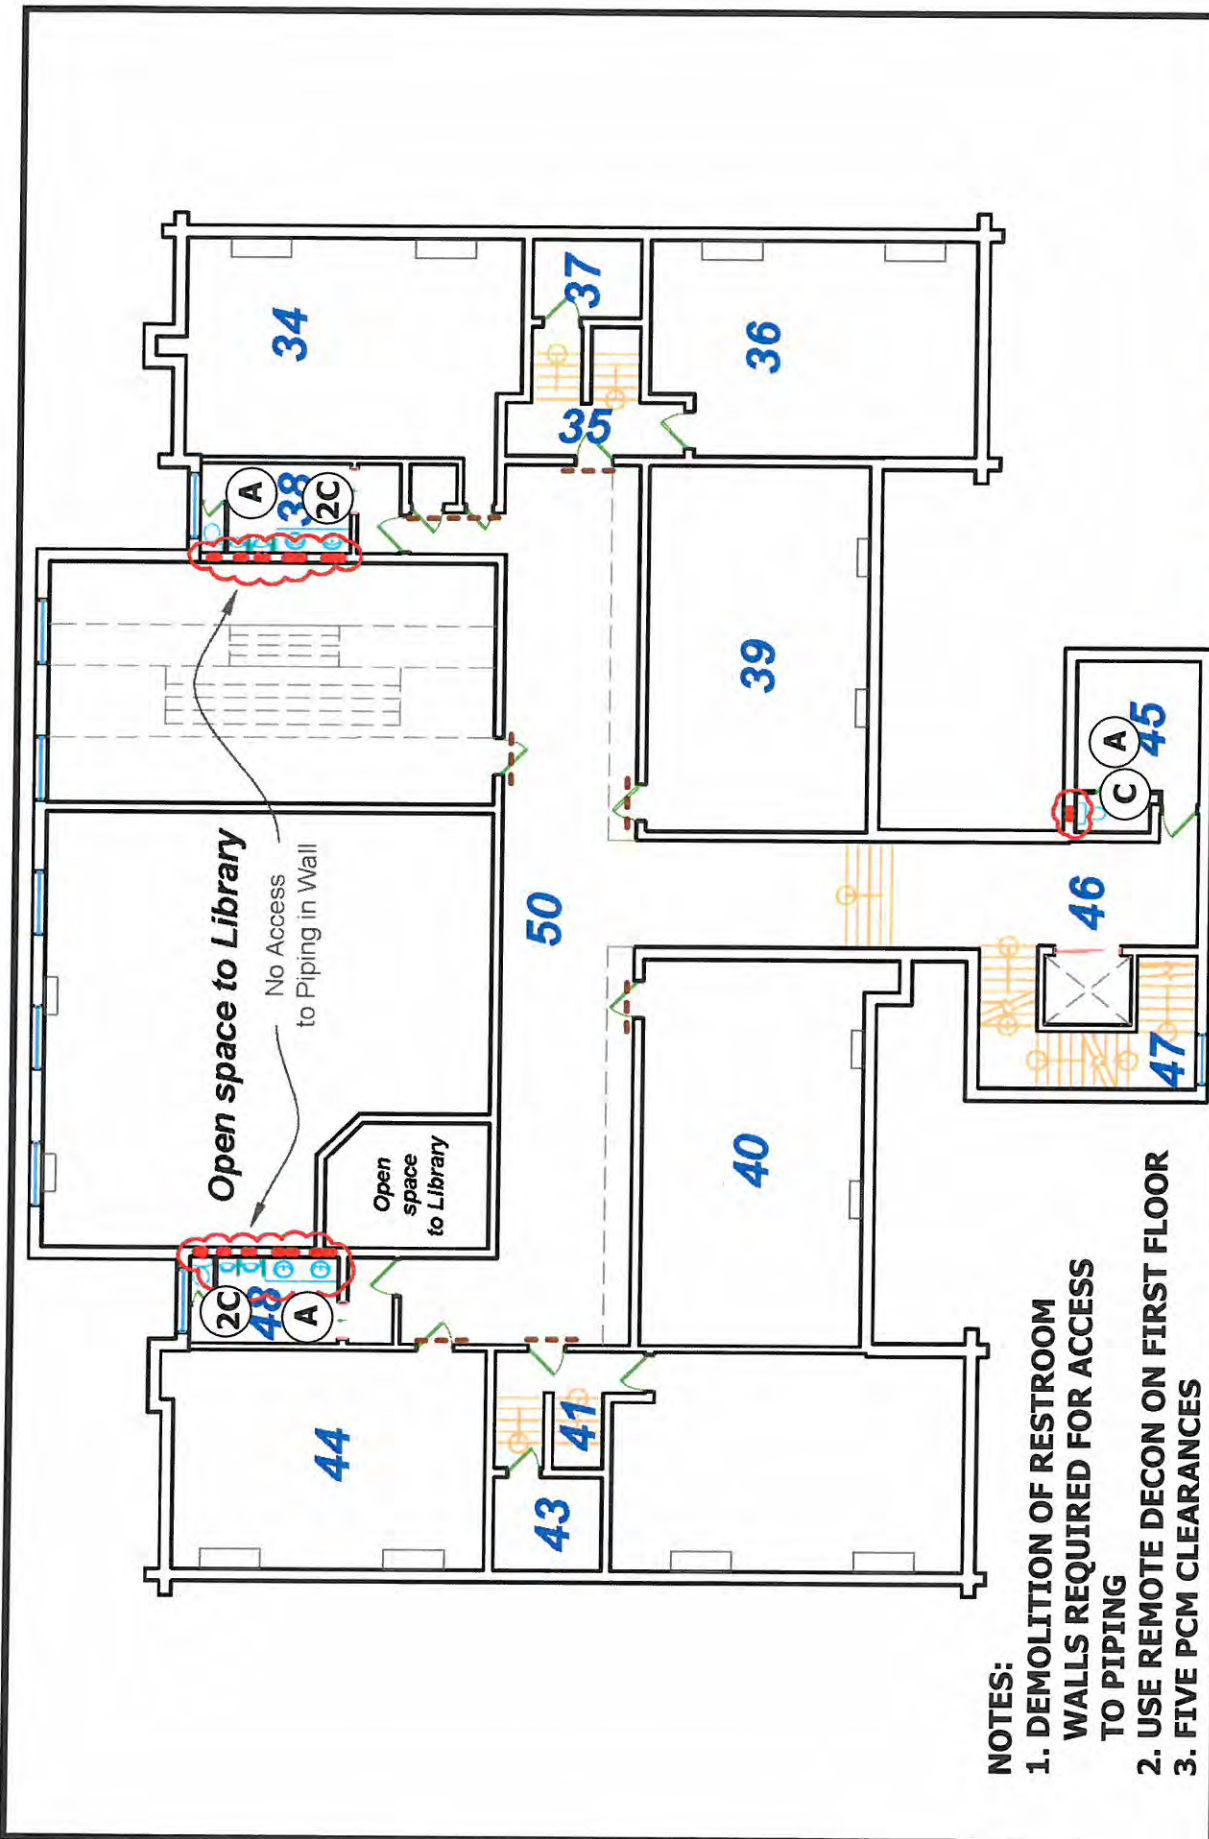 34
37
36
35
38
A
2C
39
45
A
C
Open space to Library
No Access
to Piping in Wall
50
46
47
Open
space
to Library
40
48
2C
A
44
41
43
NOTES:
1. DEMOLITION OF RESTROOM
WALLS REQUIRED FOR ACCESS
TO PIPING
2. USE REMOTE DECON ON FIRST FLOOR
3. FIVE PCM CLEARANCES